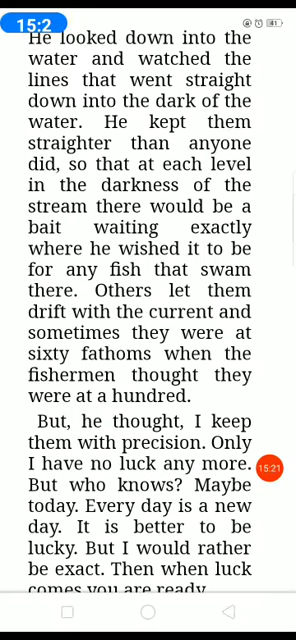 15:2
41
He looked down into the
water and watched the
lines that went straight
down into the dark of the
water. He kept them
straighter than anyone
did, so that at each level
in the darkness of the
stream there would be a
bait waiting exactly
where he wished it to be
for any fish that swam
there. Others let them
drift with the current and
sometimes they were at
sixty fathoms when the
fishermen thought they
were at a hundred.
But, he thought, I keep
them with precision. Only
I have no luck any more.
15:21
But who knows? Maybe
today. Every day is a new
day. It is better to be
lucky. But I would rather
be exact. Then when luck
comes you are ready